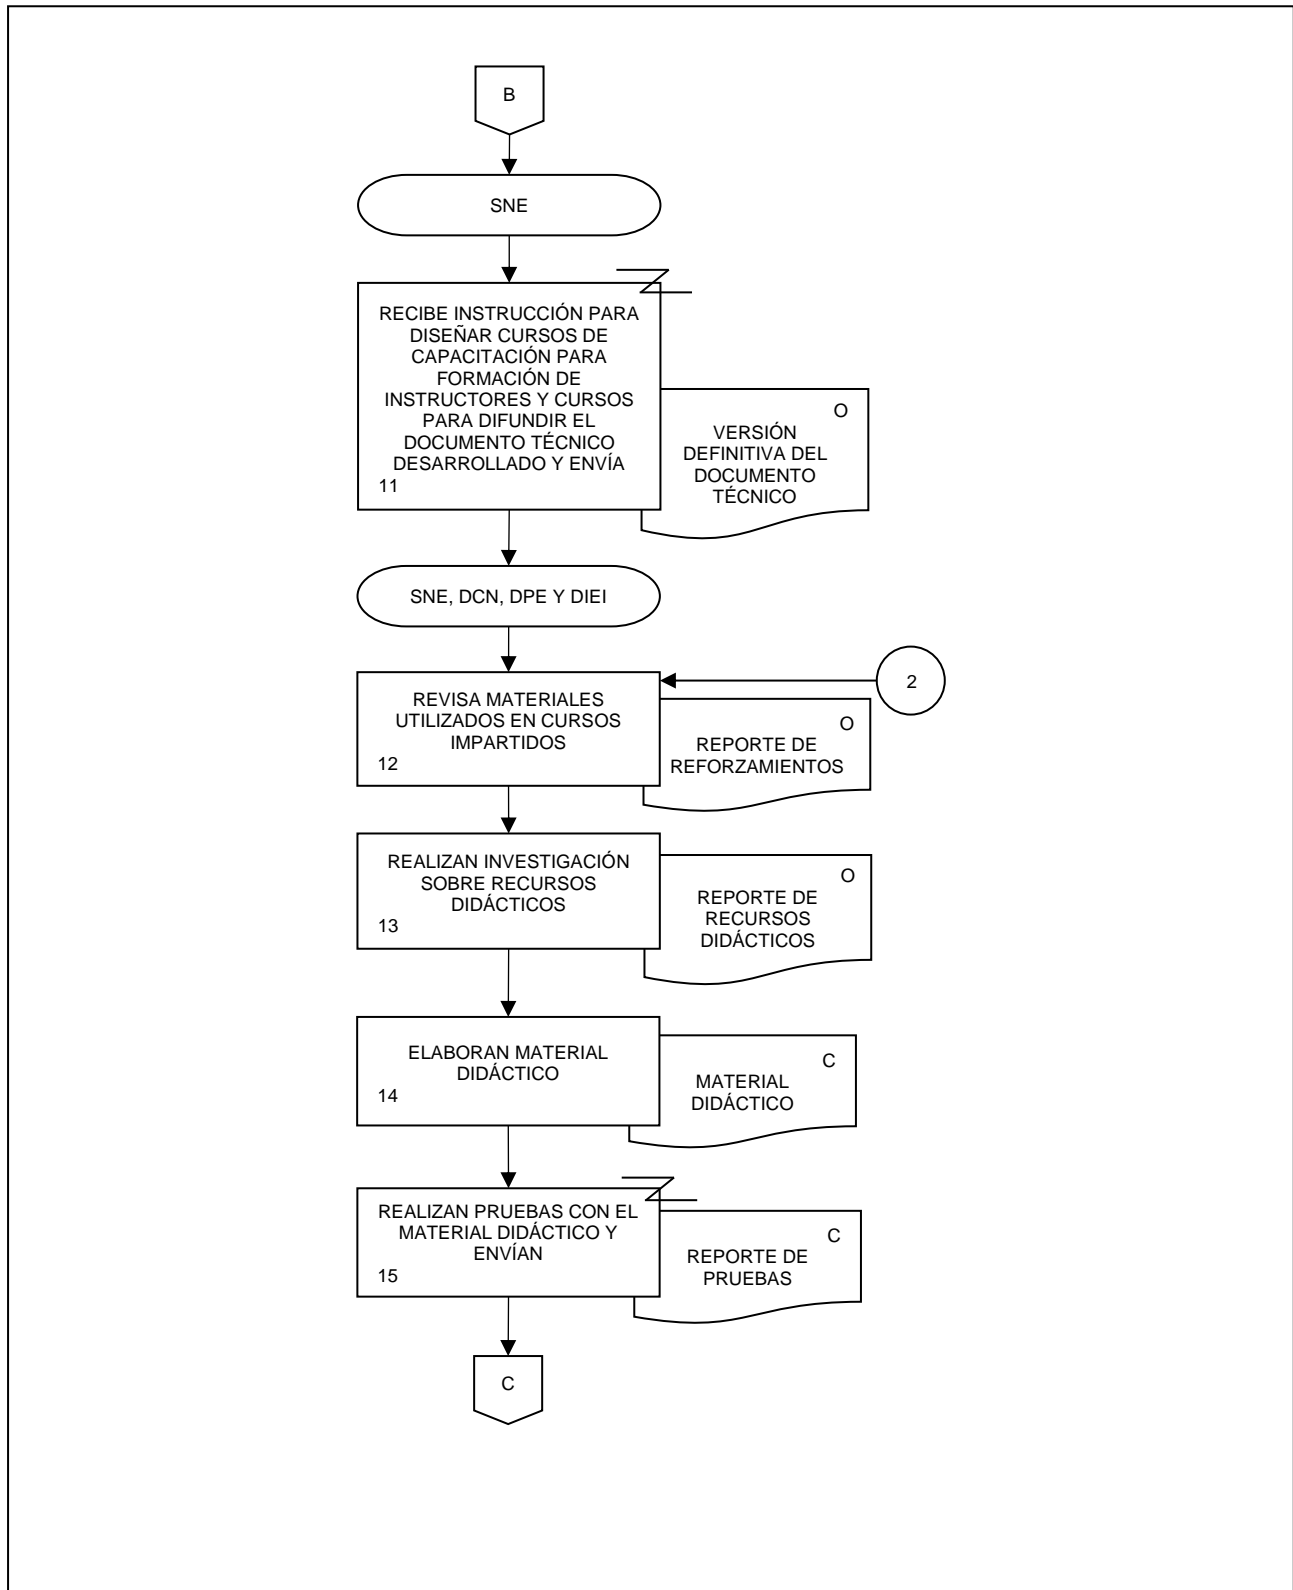 B
SNE
RECIBE INSTRUCCIÓN PARA
DISEÑAR CURSOS DE
CAPACITACIÓN PARA
FORMACIÓN DE
INSTRUCTORES Y CURSOS
PARA DIFUNDIR EL
DOCUMENTO TÉCNICO
DESARROLLADO Y ENVÍA
11
O
VERSIÓN
DEFINITIVA DEL
DOCUMENTO
TÉCNICO
SNE, DCN, DPE Y DIEI
2
REVISA MATERIALES
UTILIZADOS EN CURSOS
IMPARTIDOS
12
O
REPORTE DE
REFORZAMIENTOS
REALIZAN INVESTIGACIÓN
SOBRE RECURSOS
DIDÁCTICOS
13
O
REPORTE DE
RECURSOS
DIDÁCTICOS
ELABORAN MATERIAL
DIDÁCTICO
14
C
MATERIAL
DIDÁCTICO
REALIZAN PRUEBAS CON EL
MATERIAL DIDÁCTICO Y
ENVÍAN
15
C
REPORTE DE
PRUEBAS
C